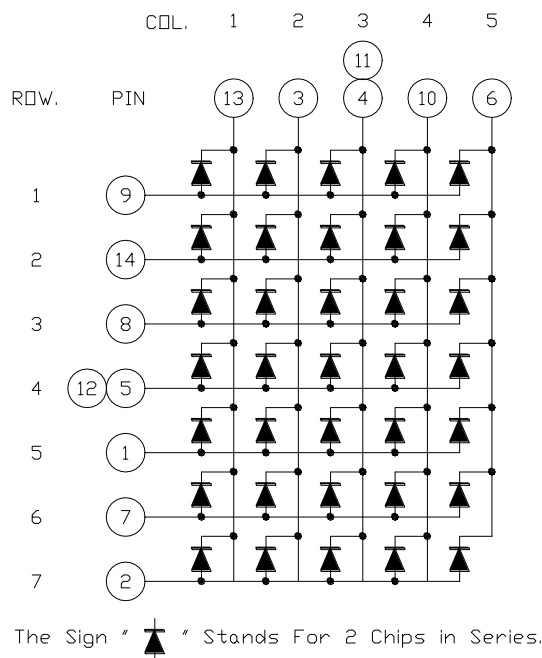 COL. 1 2 3 4 5
11
ROW. PIN 13 3 4 10 6
1 9
2 14
3 8
4 12 5
5 1
6 7
7 2
The Sign " " Stands For 2 Chips in Series.